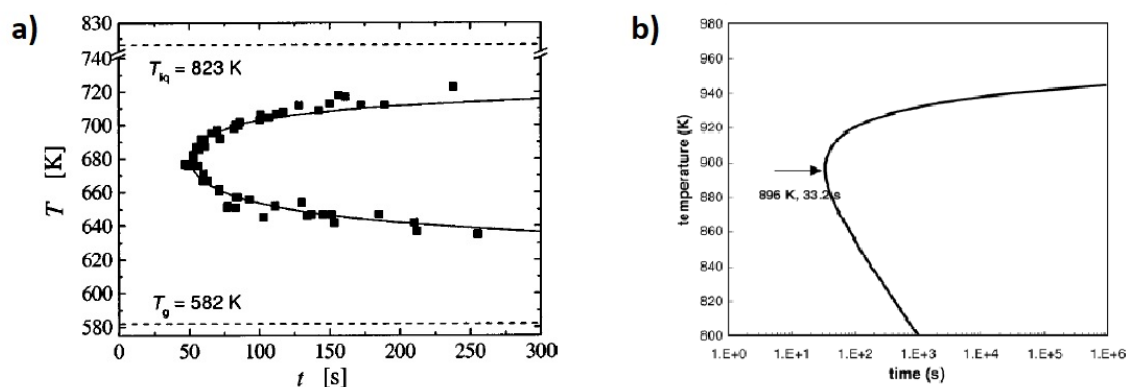 a)
830
820
740
720
700
680
660
640
620
600
580
T [K]
T_liq = 823 K
T_g = 582 K
0 50 100 150 200 250 300
t [s]
b)
980
960
940
920
900
880
860
840
820
800
temperature (K)
896 K, 33.2 s
1.E+0 1.E+1 1.E+2 1.E+3 1.E+4 1.E+5 1.E+6
time (s)